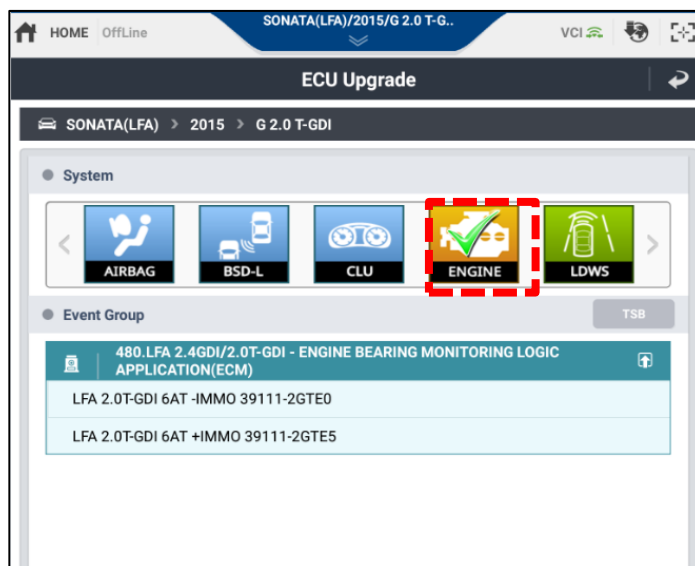 HOME OffLine
SONATA(LFA)/2015/G 2.0 T-G..
VCI
ECU Upgrade
SONATA(LFA) > 2015 > G 2.0 T-GDI
System
AIRBAG
BSD-L
CLU
ENGINE
LDWS
Event Group
TSB
480.LFA 2.4GDI/2.0T-GDI - ENGINE BEARING MONITORING LOGIC
APPLICATION(ECM)
LFA 2.0T-GDI 6AT -IMMO 39111-2GTE0
LFA 2.0T-GDI 6AT +IMMO 39111-2GTE5